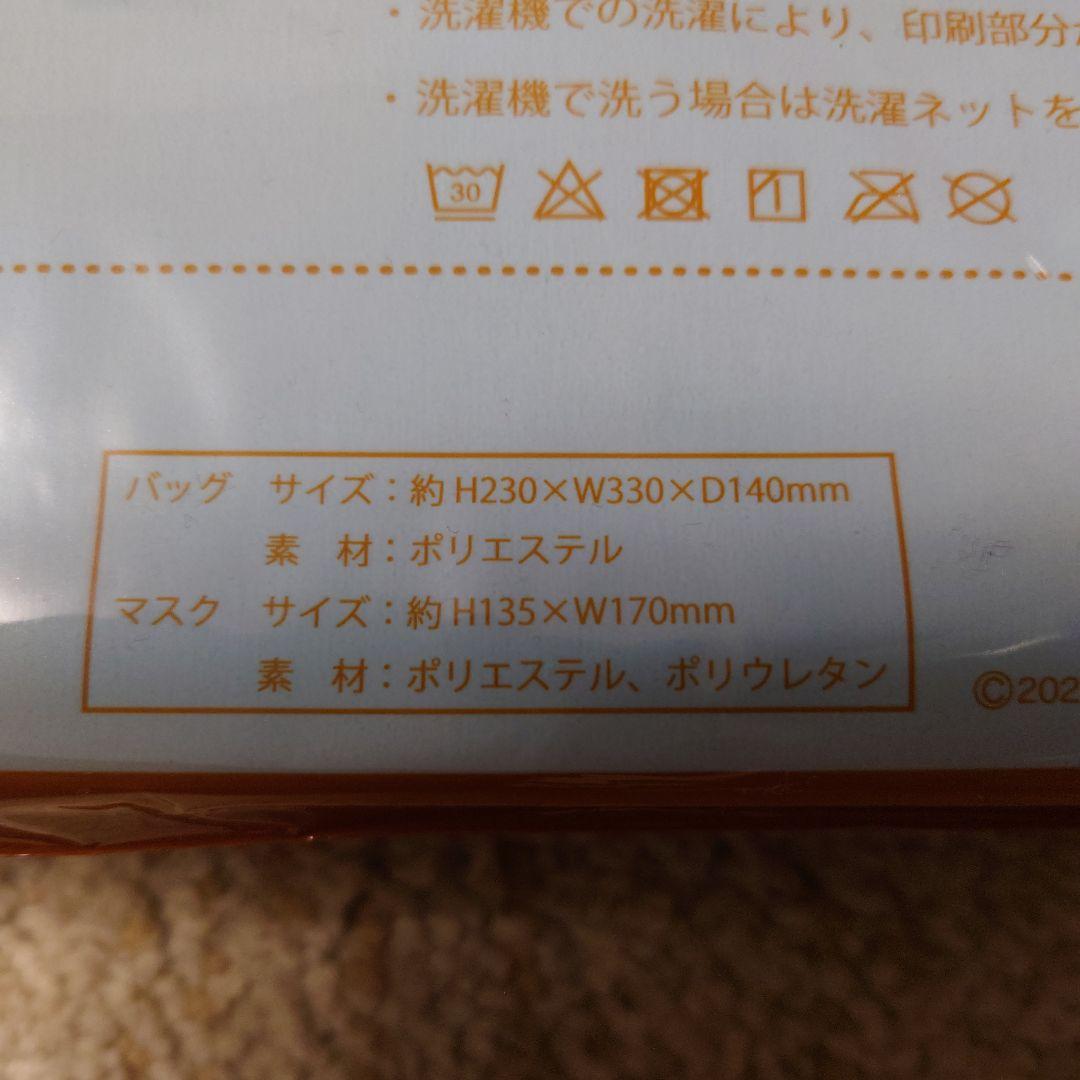 ・洗濯機での洗濯により、印刷部分
・洗濯機で洗う場合は洗濯ネットを
30
バッグ サイズ：約 H230×W330×D140mm
素 材：ポリエステル
マスク サイズ：約 H135×W170mm
素 材：ポリエステル、ポリウレタン
©202